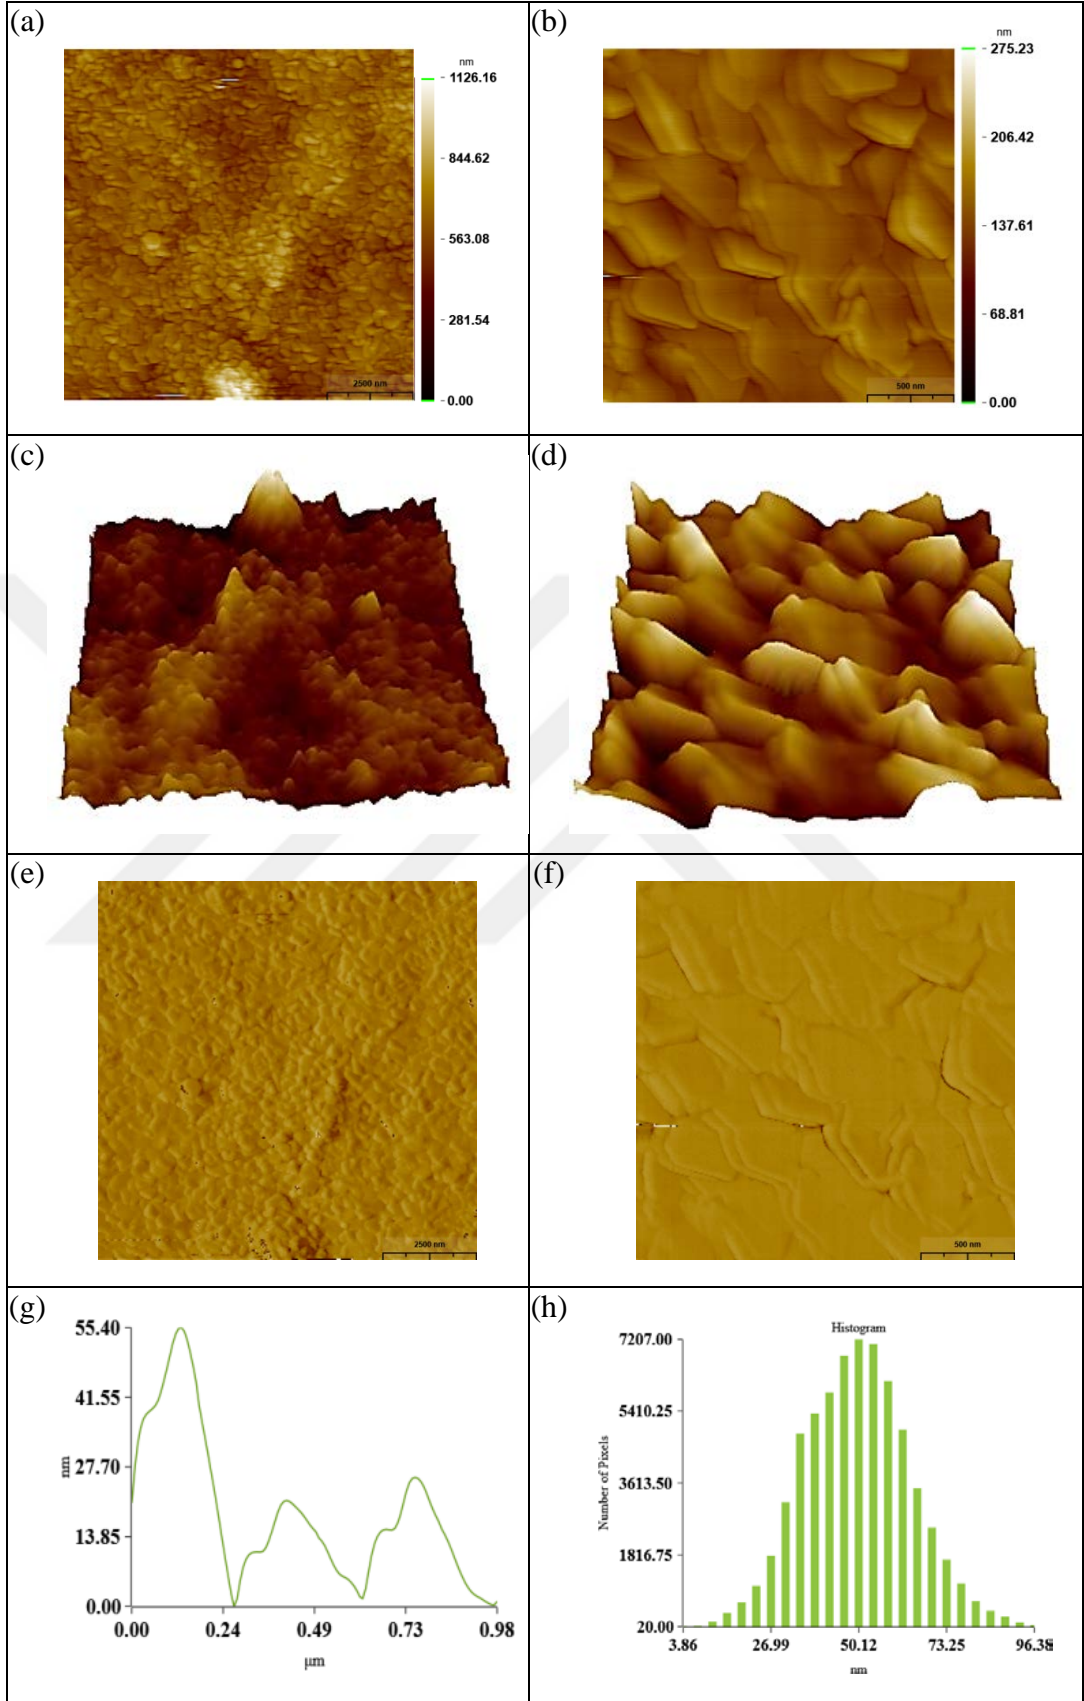 (a)
nm
1126.16
844.62
563.08
281.54
0.00
2500 nm
(b)
nm
275.23
206.42
137.61
68.81
0.00
500 nm
(c)
(d)
(e)
2500 nm
(f)
500 nm
(g)
55.40
41.55
27.70
13.85
0.00
nm
0.00 0.24 0.49 0.73 0.98
μm
(h)
Histogram
7207.00
5410.25
3613.50
1816.75
20.00
Number of Pixels
3.86 26.99 50.12 73.25 96.38
nm